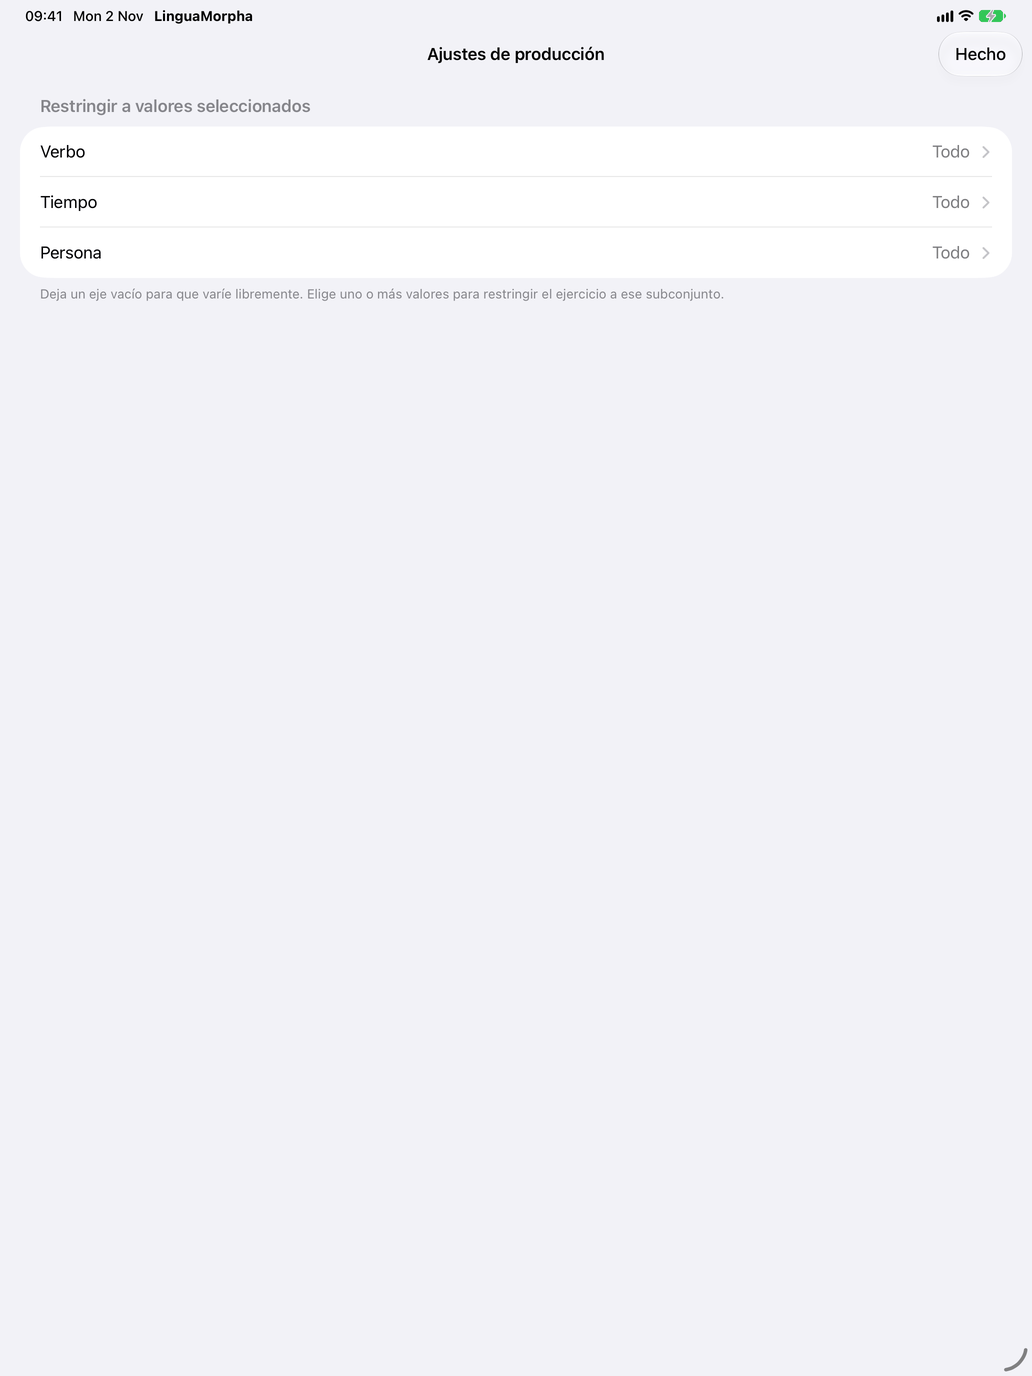 09:41 Mon 2 Nov LinguaMorpha
Ajustes de producción
Hecho
Restringir a valores seleccionados
Verbo Todo
Tiempo Todo
Persona Todo
Deja un eje vacío para que varíe libremente. Elige uno o más valores para restringir el ejercicio a ese subconjunto.